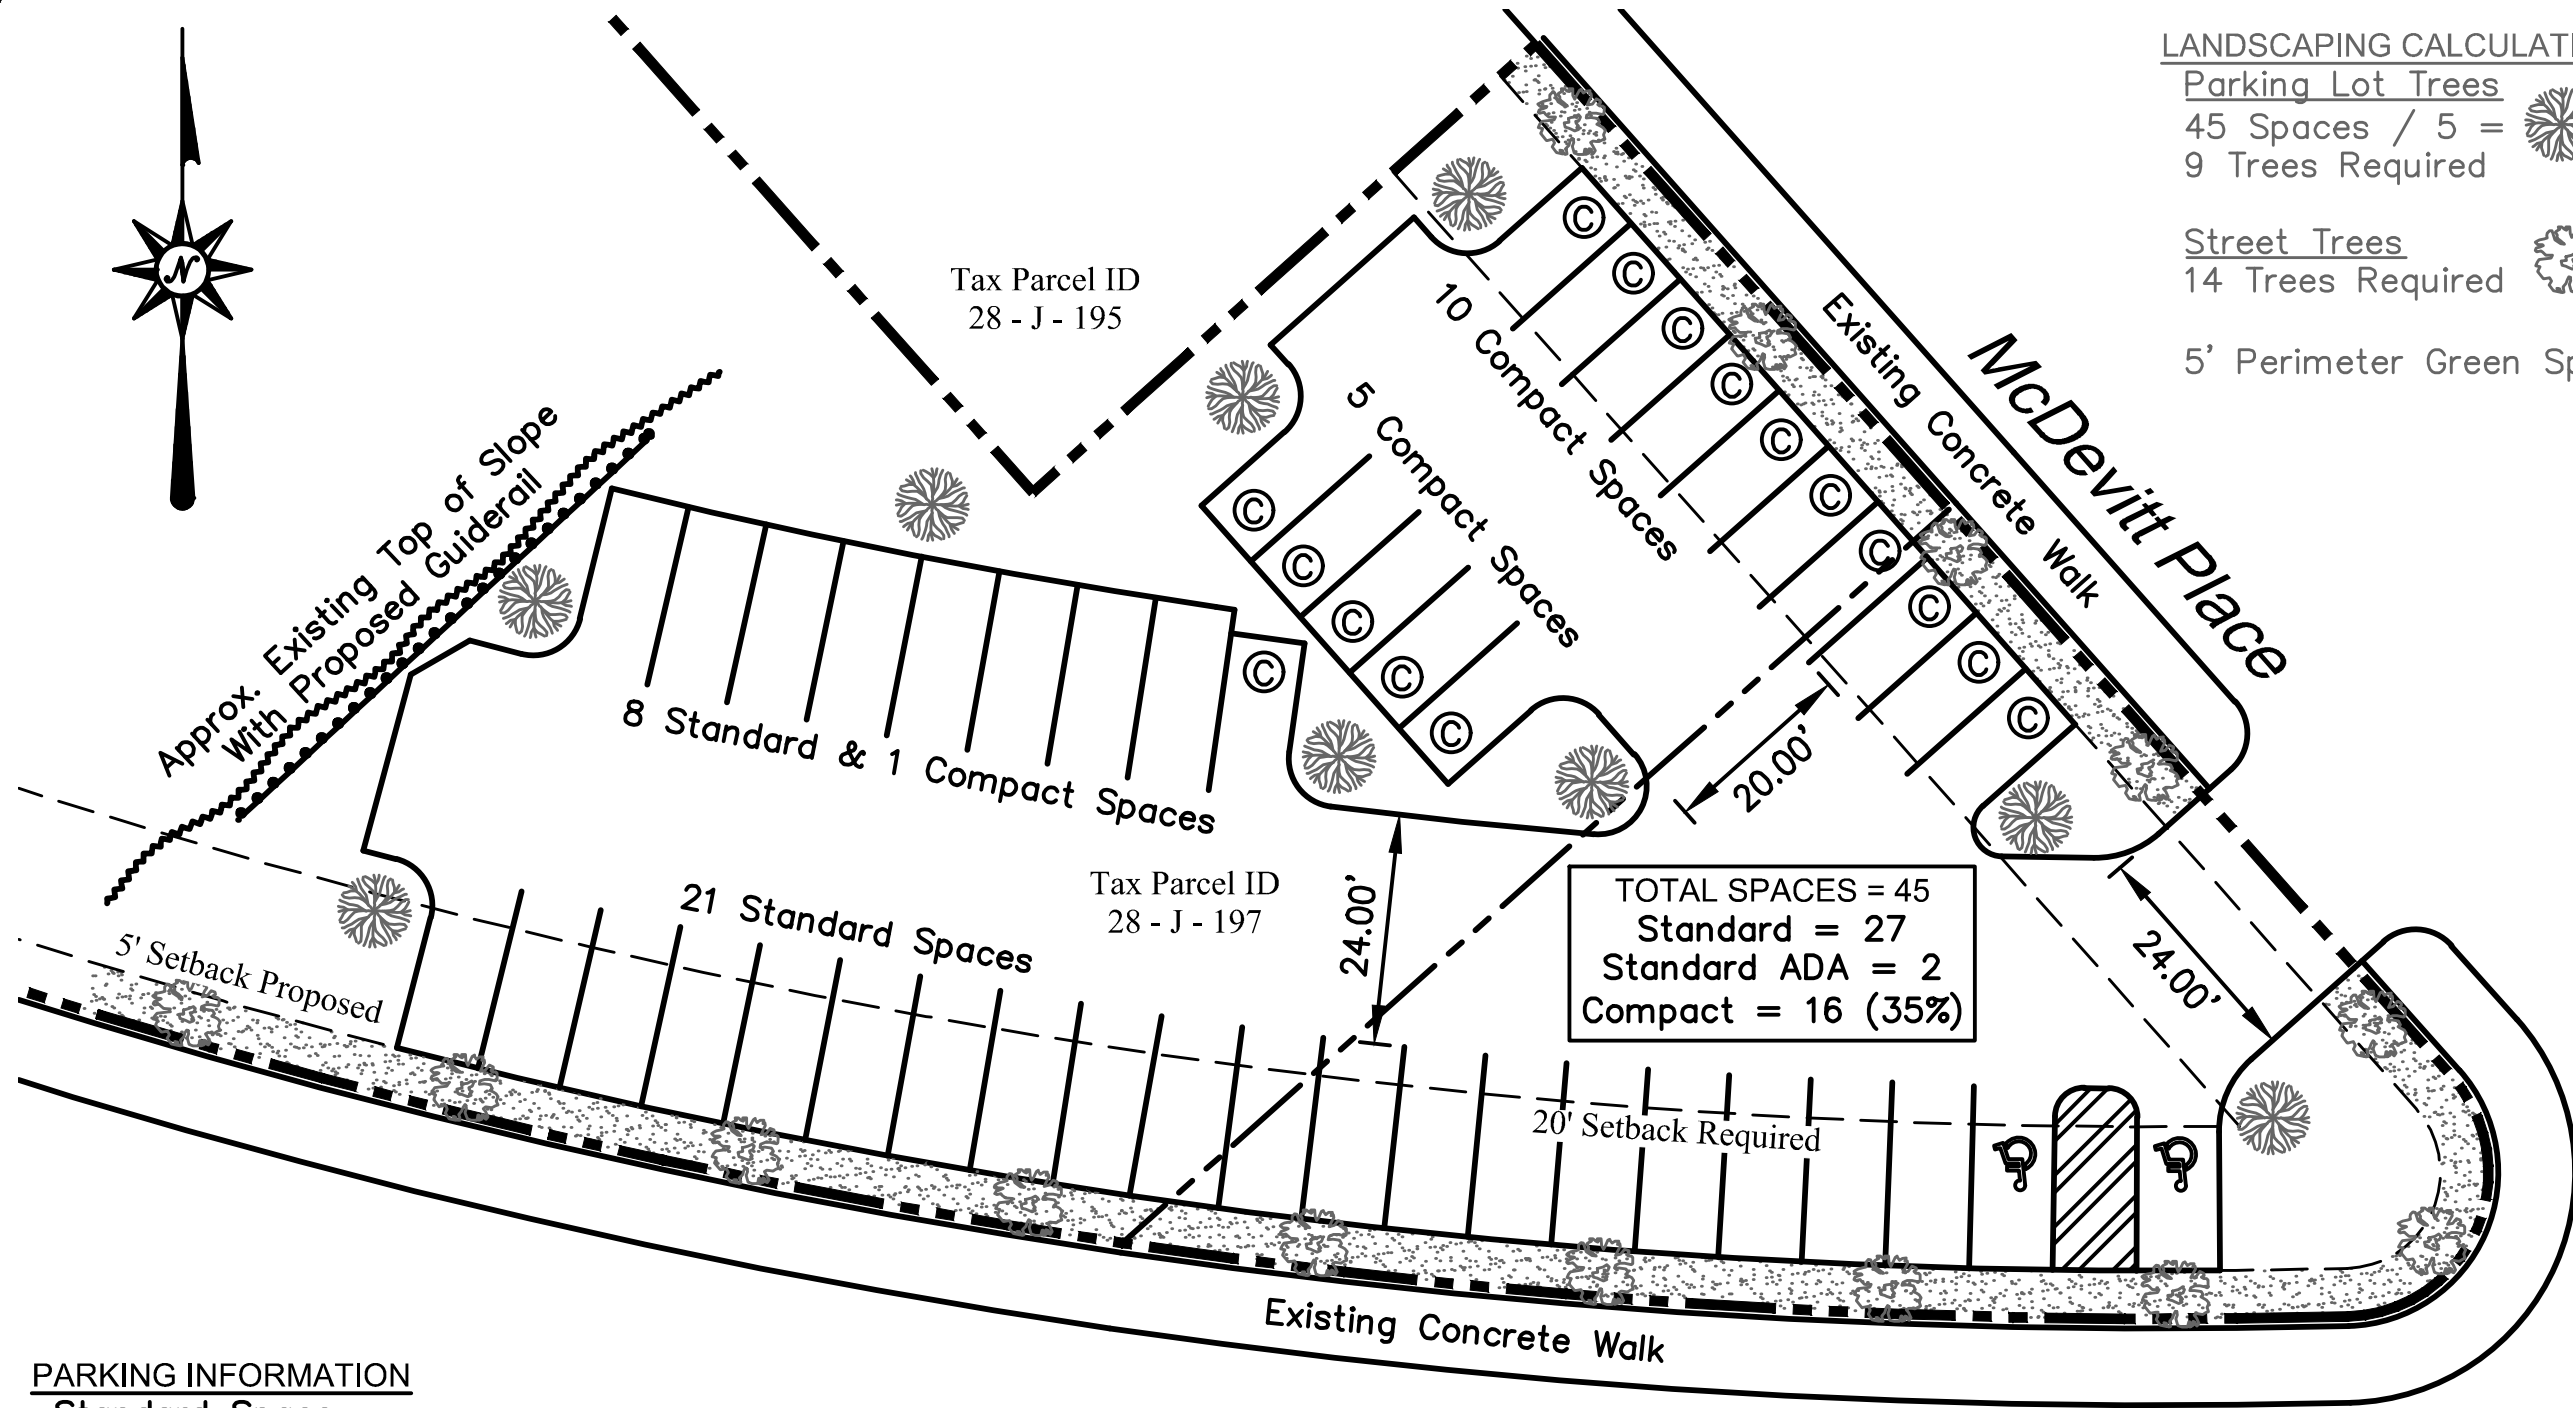 LANDSCAPING
Parking Lot Trees
45 Spaces / 5 =
9 Trees Required
Street Trees
14 Trees Required
5' Perimeter Green
N
Tax Parcel ID
28 - J - 195
Existing Concrete Walk
McDevitt Place
10 Compact Spaces
© © © © © © © © © ©
5 Compact Spaces
© © © © ©
Approx. Existing Top of Slope
With Proposed Guiderail
8 Standard & 1 Compact Spaces
©
20.00'
24.00'
24.00'
Tax Parcel ID
28 - J - 197
21 Standard Spaces
TOTAL SPACES = 45
Standard = 27
Standard ADA = 2
Compact = 16 (35%)
5' Setback Proposed
20' Setback Required
Existing Concrete Walk
PARKING INFORMATION
Standard Space